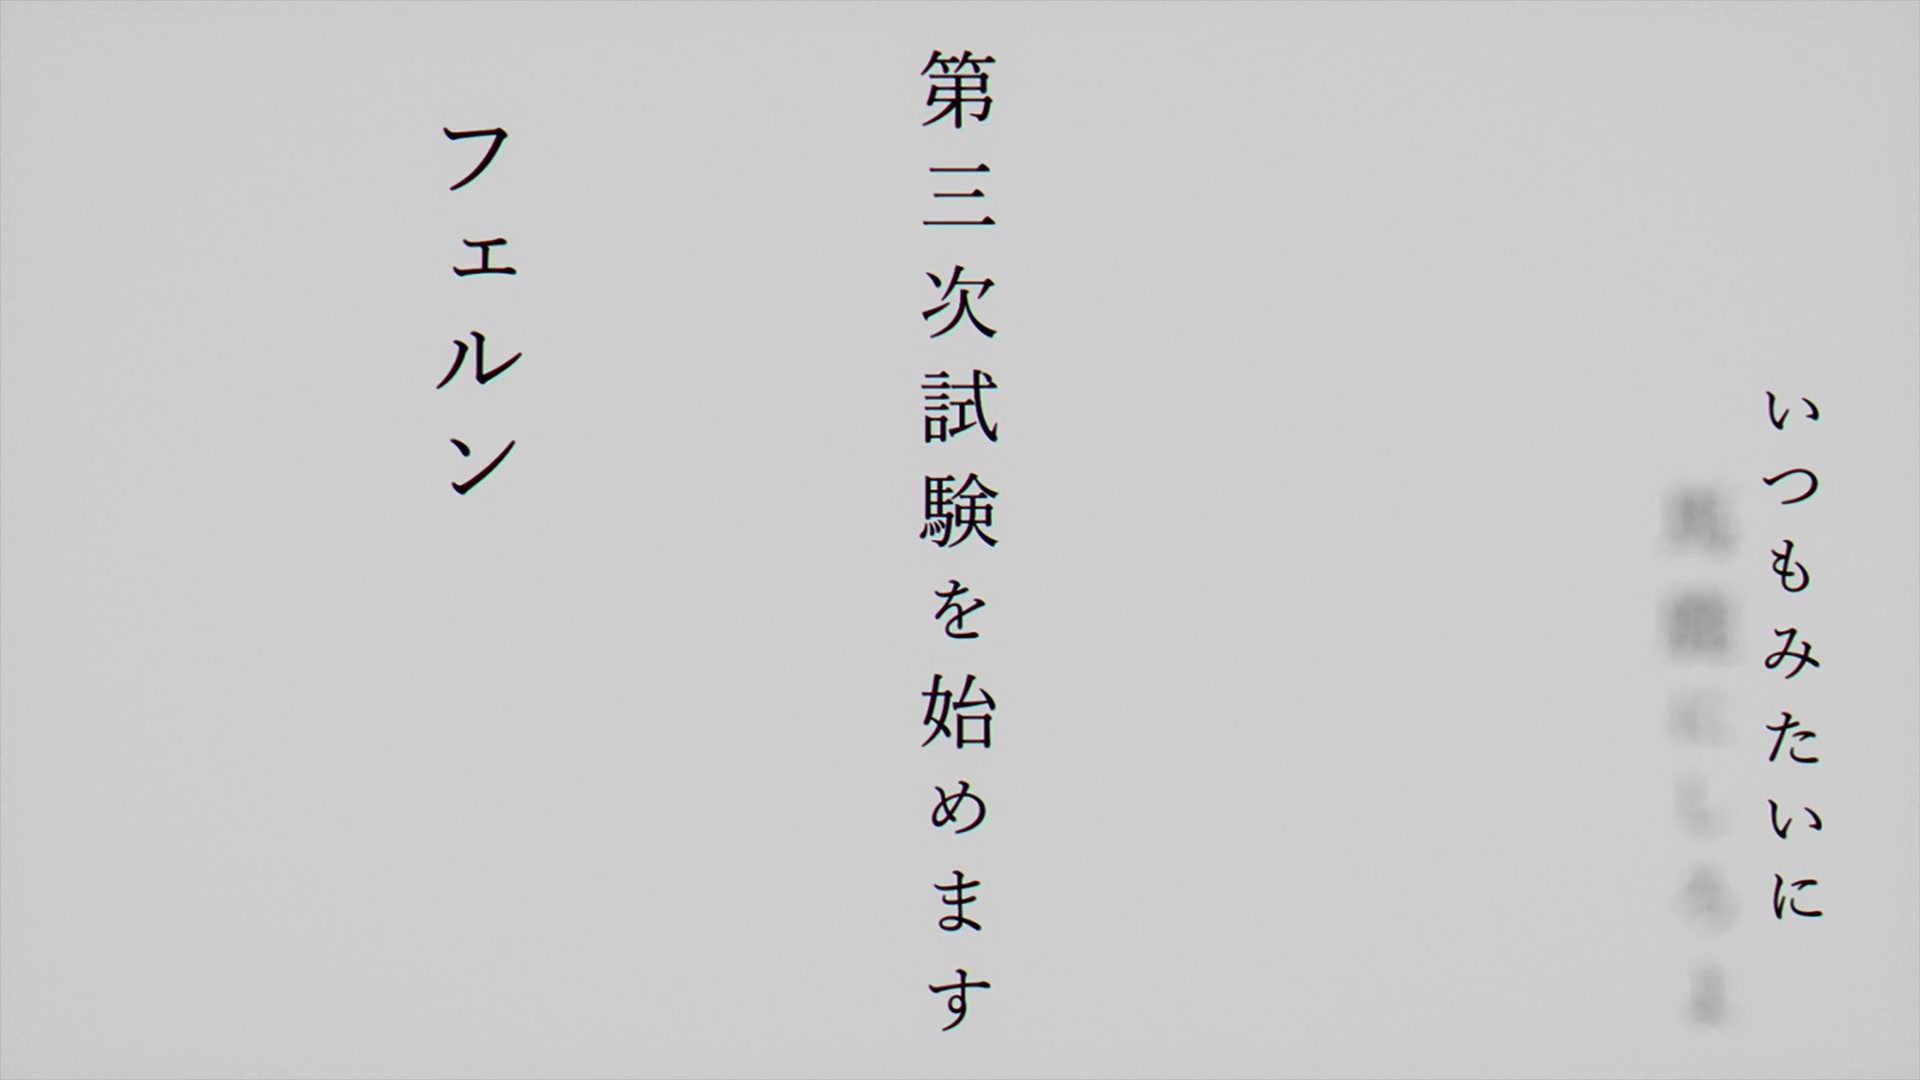 いつもみたいに
第三次試験を始めます
フェルン